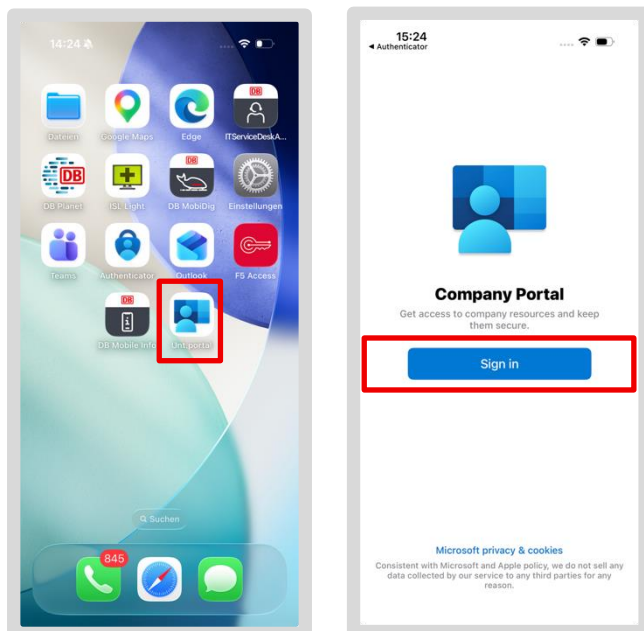 14:24
DB
Dateien
Google Maps
Edge
ITServiceDeskA...
DB
DB
DB Planet
ISL Light
DB MobiDig
Einstellungen
Teams
Authenticator
Outlook
F5 Access
DB
DB Mobile Info
Unt.portal
Suchen
845
15:24
◀ Authenticator
Company Portal
Get access to company resources and keep
them secure.
Sign in
Microsoft privacy & cookies
Consistent with Microsoft and Apple policy, we do not sell any
data collected by our service to any third parties for any
reason.